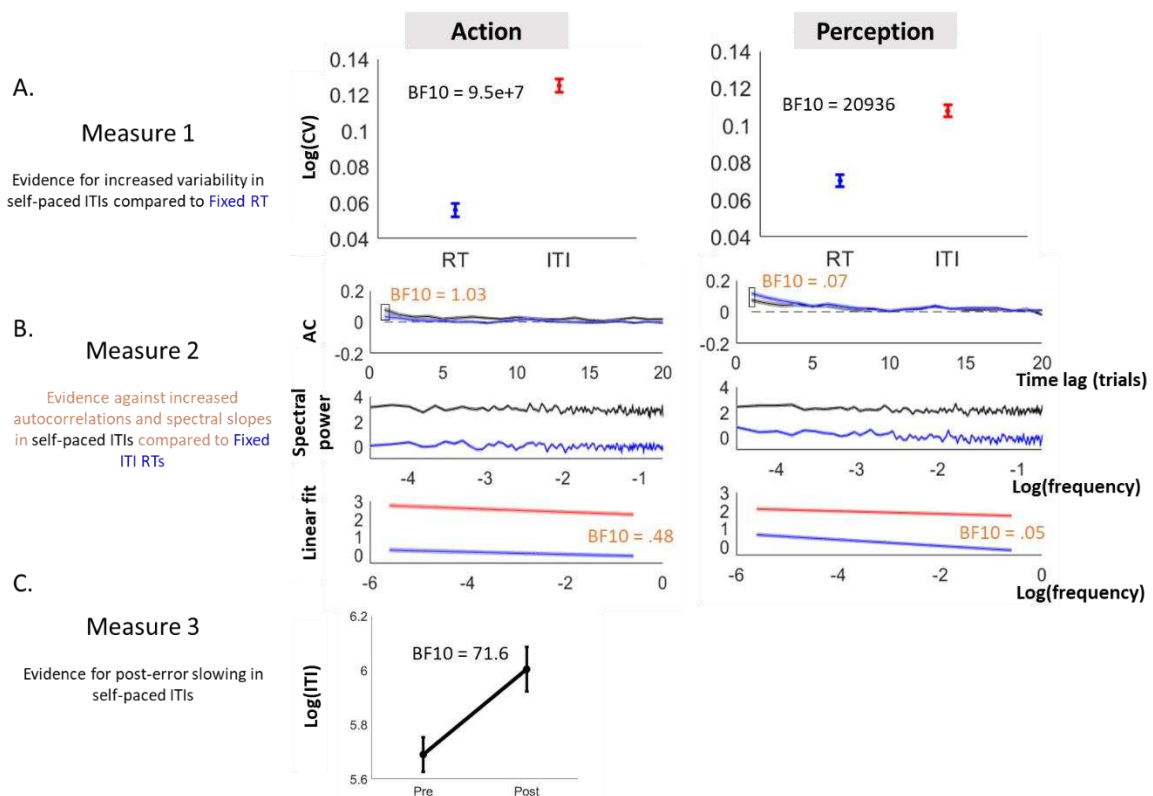 Action
Perception
A.
Measure 1
Evidence for increased variability in
self-paced ITIs compared to Fixed RT
Log(CV)
0.14
0.12
0.1
0.08
0.06
0.04
BF10 = 9.5e+7
RT
ITI
0.14
0.12
0.1
0.08
0.06
0.04
BF10 = 20936
RT
ITI
B.
Measure 2
Evidence against increased
autocorrelations and spectral slopes
in self-paced ITIs compared to Fixed
ITI RTs
AC
0.2
0
-0.2
BF10 = 1.03
0
5
10
15
20
0.2
0
-0.2
BF10 = .07
0
5
10
15
20
Time lag (trials)
Spectral
power
4
2
0
-4
-3
-2
-1
4
2
0
-4
-3
-2
-1
Log(frequency)
Linear fit
3
2
1
0
BF10 = .48
-6
-4
-2
0
3
2
1
0
BF10 = .05
-6
-4
-2
0
Log(frequency)
C.
Measure 3
Evidence for post-error slowing in
self-paced ITIs
Log(ITI)
6.2
6
5.8
5.6
BF10 = 71.6
Pre
Post